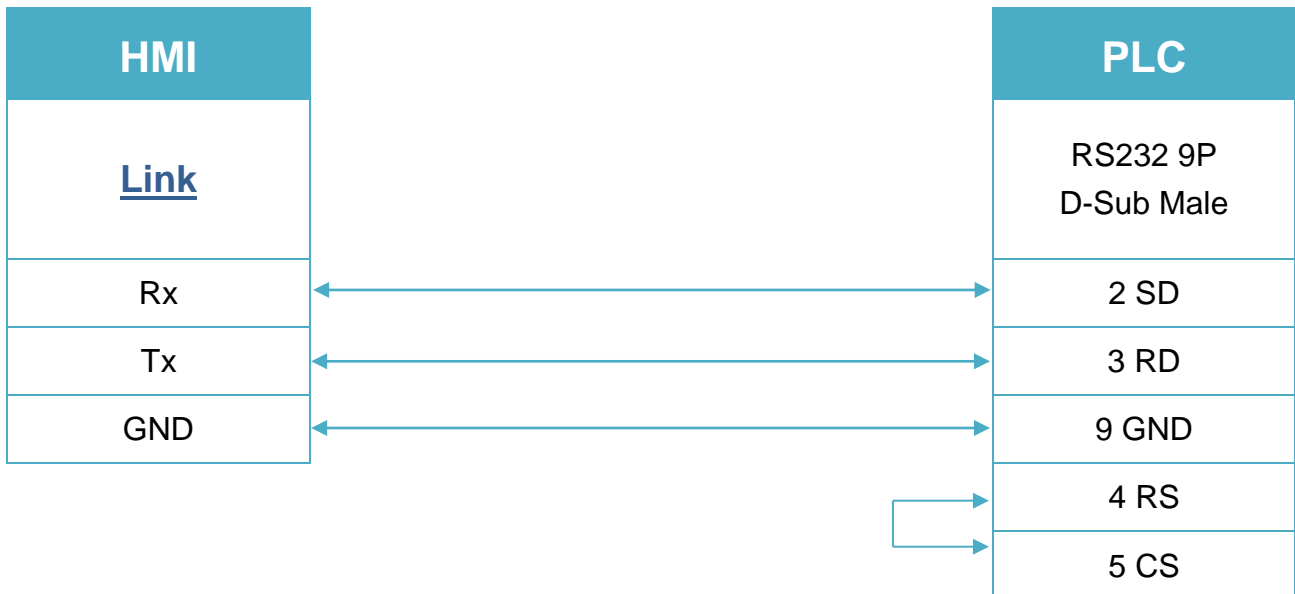 HMI
PLC
Link
RS232 9P
D-Sub Male
Rx
2 SD
Tx
3 RD
GND
9 GND
4 RS
5 CS